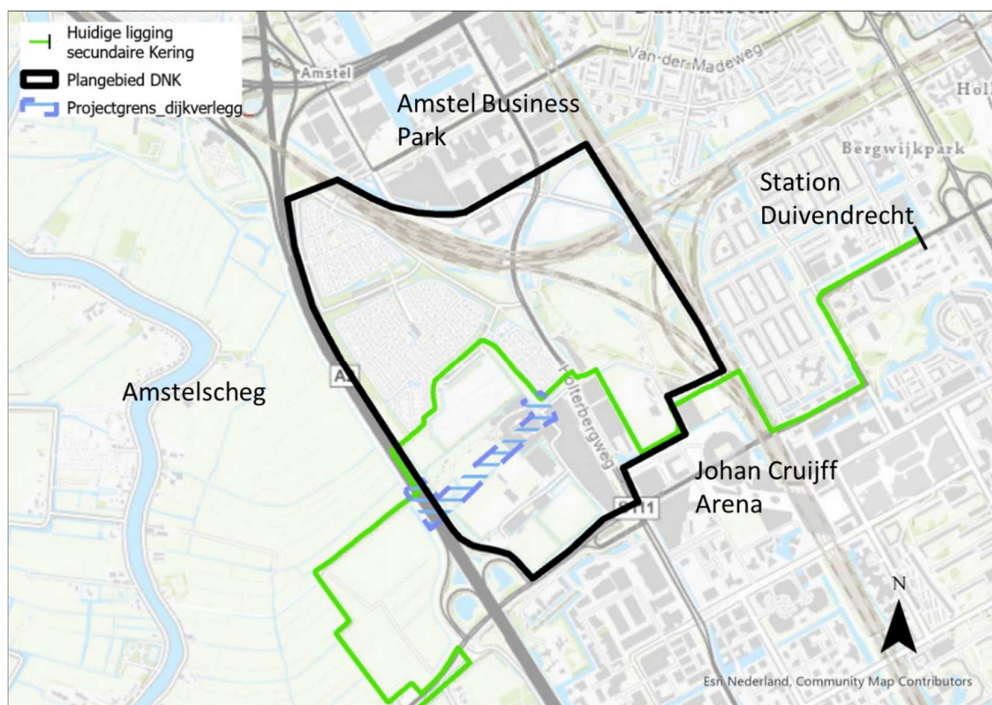 Huidige ligging
secundaire Kering
Plangebied DNK
Projectgrens_dijkverlegg...
Amstel
Van-der-Madeweg
Amstel Business
Park
Bergwijkpark
Station
Duivendrecht
A2
Amstelscheg
Holterbergweg
Johan Cruijff
Arena
S111
N
Esri Nederland, Community Map Contributors